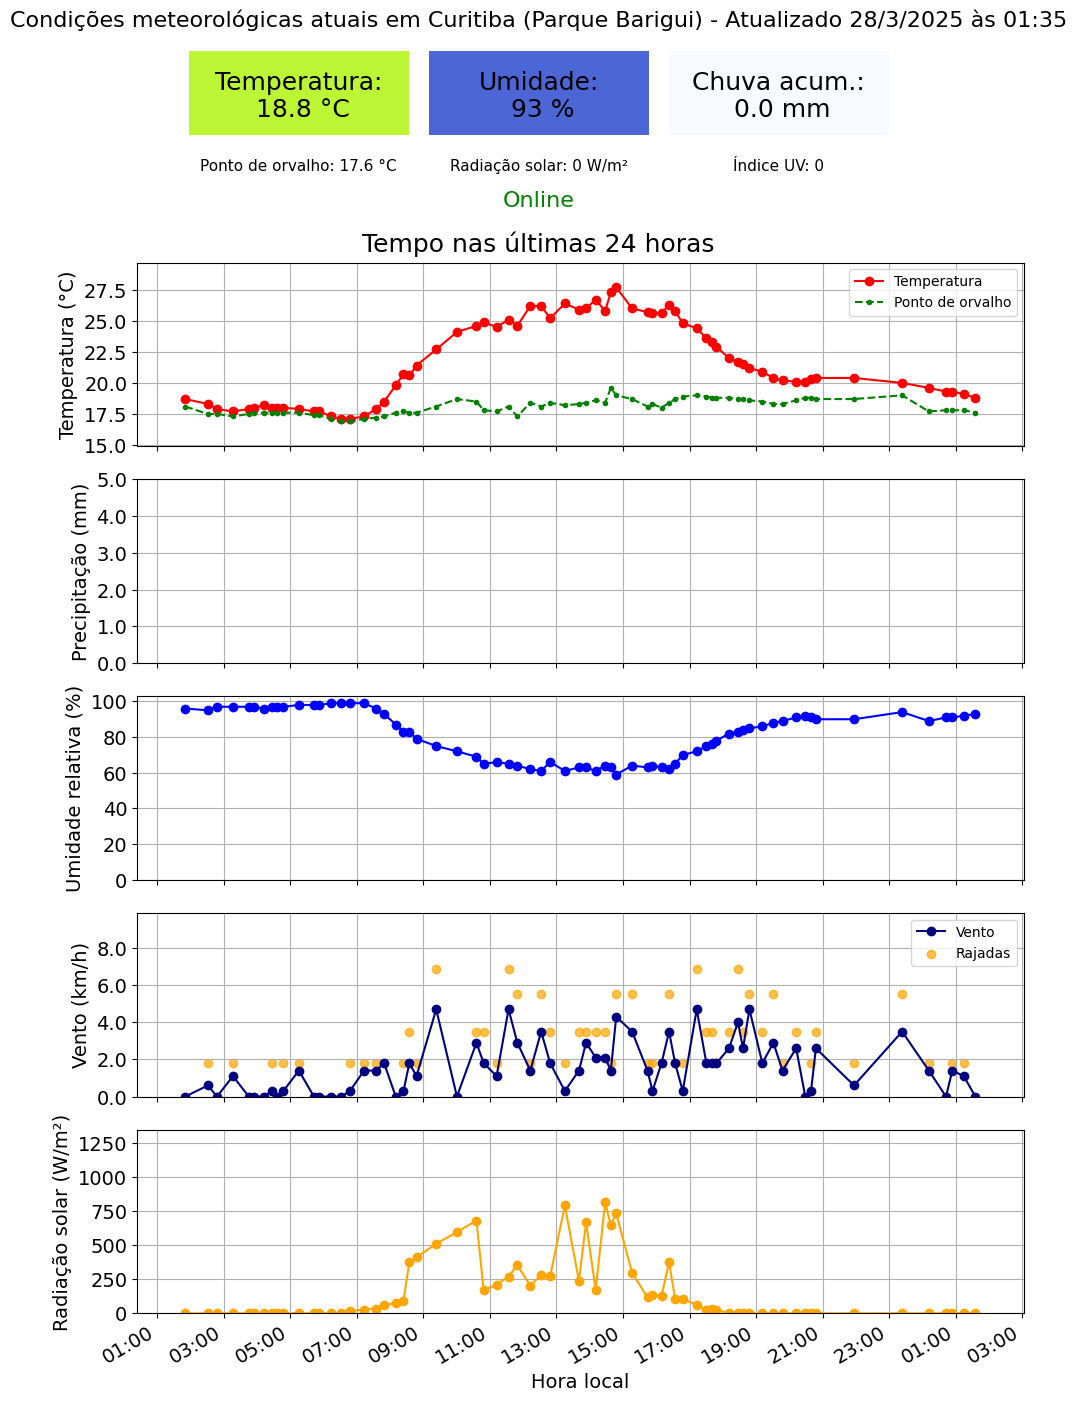 Condições meteorológicas atuais em Curitiba (Parque Barigui) - Atualizado 28/3/2025 às 01:35
Temperatura:
18.8 °C
Umidade:
93 %
Chuva acum.:
0.0 mm
Ponto de orvalho: 17.6 °C
Radiação solar: 0 W/m²
Índice UV: 0
Online
Tempo nas últimas 24 horas
Temperatura (°C)
27.5
25.0
22.5
20.0
17.5
15.0
Temperatura
Ponto de orvalho
Precipitação (mm)
5.0
4.0
3.0
2.0
1.0
0.0
Umidade relativa (%)
100
80
60
40
20
0
Vento (km/h)
8.0
6.0
4.0
2.0
0.0
Vento
Rajadas
Radiação solar (W/m²)
1250
1000
750
500
250
0
01:00
03:00
05:00
07:00
09:00
11:00
13:00
15:00
17:00
19:00
21:00
23:00
01:00
03:00
Hora local